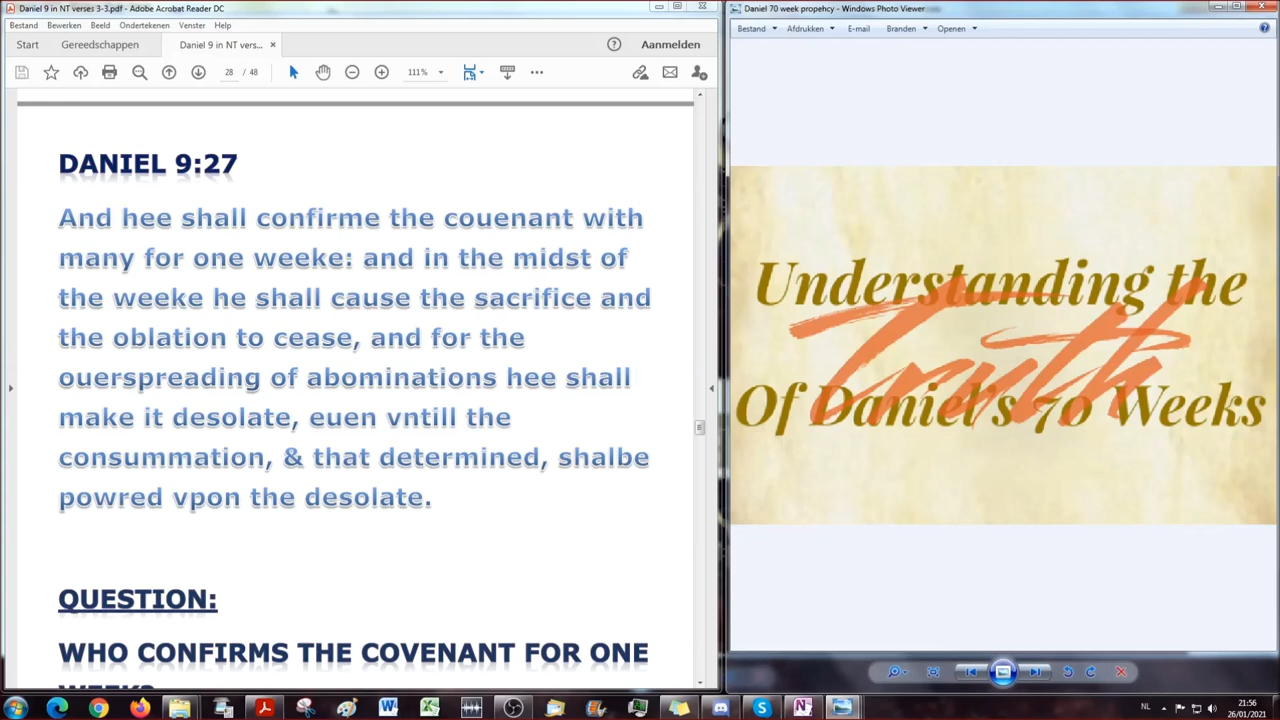 Daniel 9 in NT verses 3-3.pdf - Adobe Acrobat Reader DC
Bestand Bewerken Beeld Ondertekenen Venster Help
Start Gereedschappen Daniel 9 in NT vers... × Aanmelden
28 / 48 111%
DANIEL 9:27
And hee shall confirme the couenant with
many for one weeke: and in the midst of
the weeke he shall cause the sacrifice and
the oblation to cease, and for the
ouerspreading of abominations hee shall
make it desolate, euen vntill the
consummation, & that determined, shalbe
powred vpon the desolate.
QUESTION:
WHO CONFIRMS THE COVENANT FOR ONE
Daniel 70 week propehcy - Windows Photo Viewer
Bestand Afdrukken E-mail Branden Openen
Understanding the
Truth
Of Daniel's 70 Weeks
NL 21:56
26/01/2021